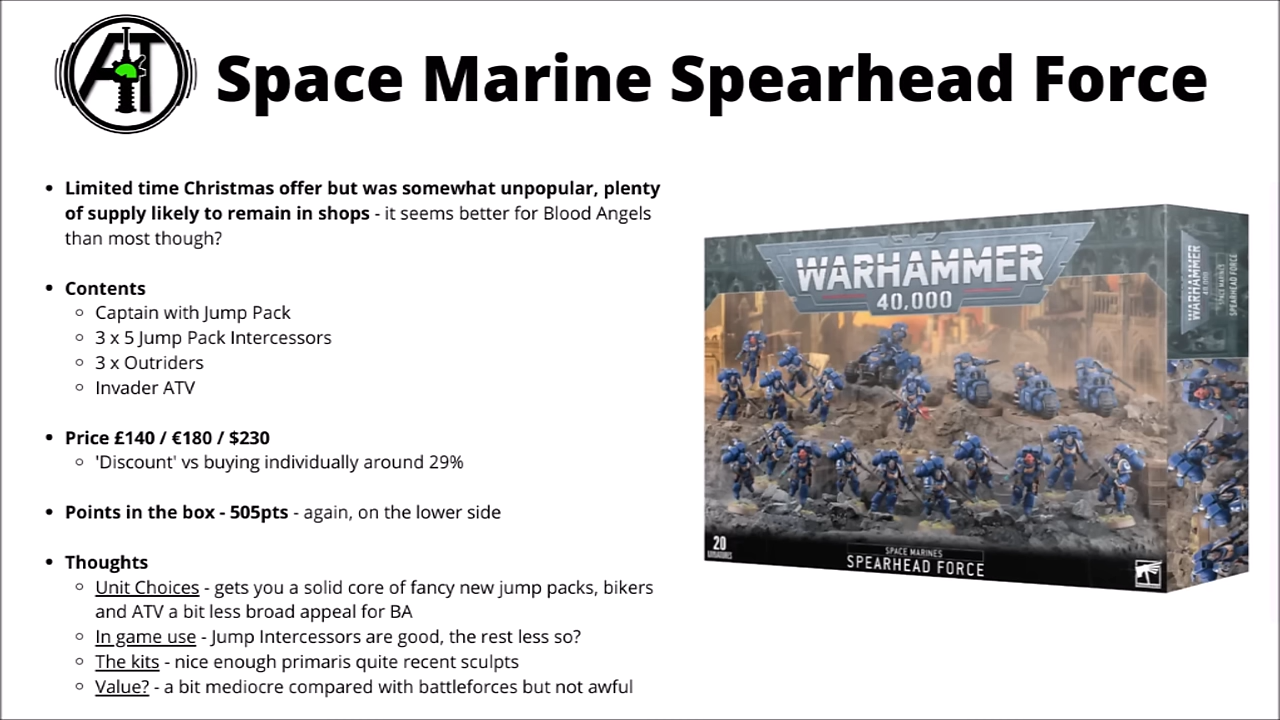 AT
Space Marine Spearhead Force
• Limited time Christmas offer but was somewhat unpopular, plenty
of supply likely to remain in shops - it seems better for Blood Angels
than most though?
• Contents
◦ Captain with Jump Pack
◦ 3 x 5 Jump Pack Intercessors
◦ 3 x Outriders
◦ Invader ATV
• Price £140 / €180 / $230
◦ 'Discount' vs buying individually around 29%
• Points in the box - 505pts - again, on the lower side
• Thoughts
◦ Unit Choices - gets you a solid core of fancy new jump packs, bikers
and ATV a bit less broad appeal for BA
◦ In game use - Jump Intercessors are good, the rest less so?
◦ The kits - nice enough primaris quite recent sculpts
◦ Value? - a bit mediocre compared with battleforces but not awful
WARHAMMER
40,000
20
SPACE MARINES
SPEARHEAD FORCE
WARHAMMER
40,000
SPACE MARINES
SPEARHEAD FORCE